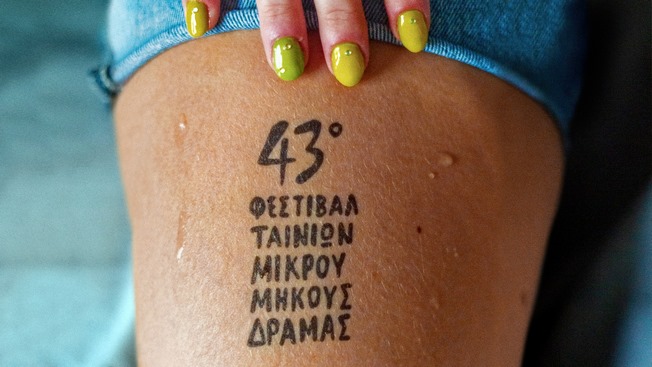 43°
ΦΕΣΤΙΒΑΛ
ΤΑΙΝΙΩΝ
ΜΙΚΡΟΥ
ΜΗΚΟΥΣ
ΔΡΑΜΑΣ